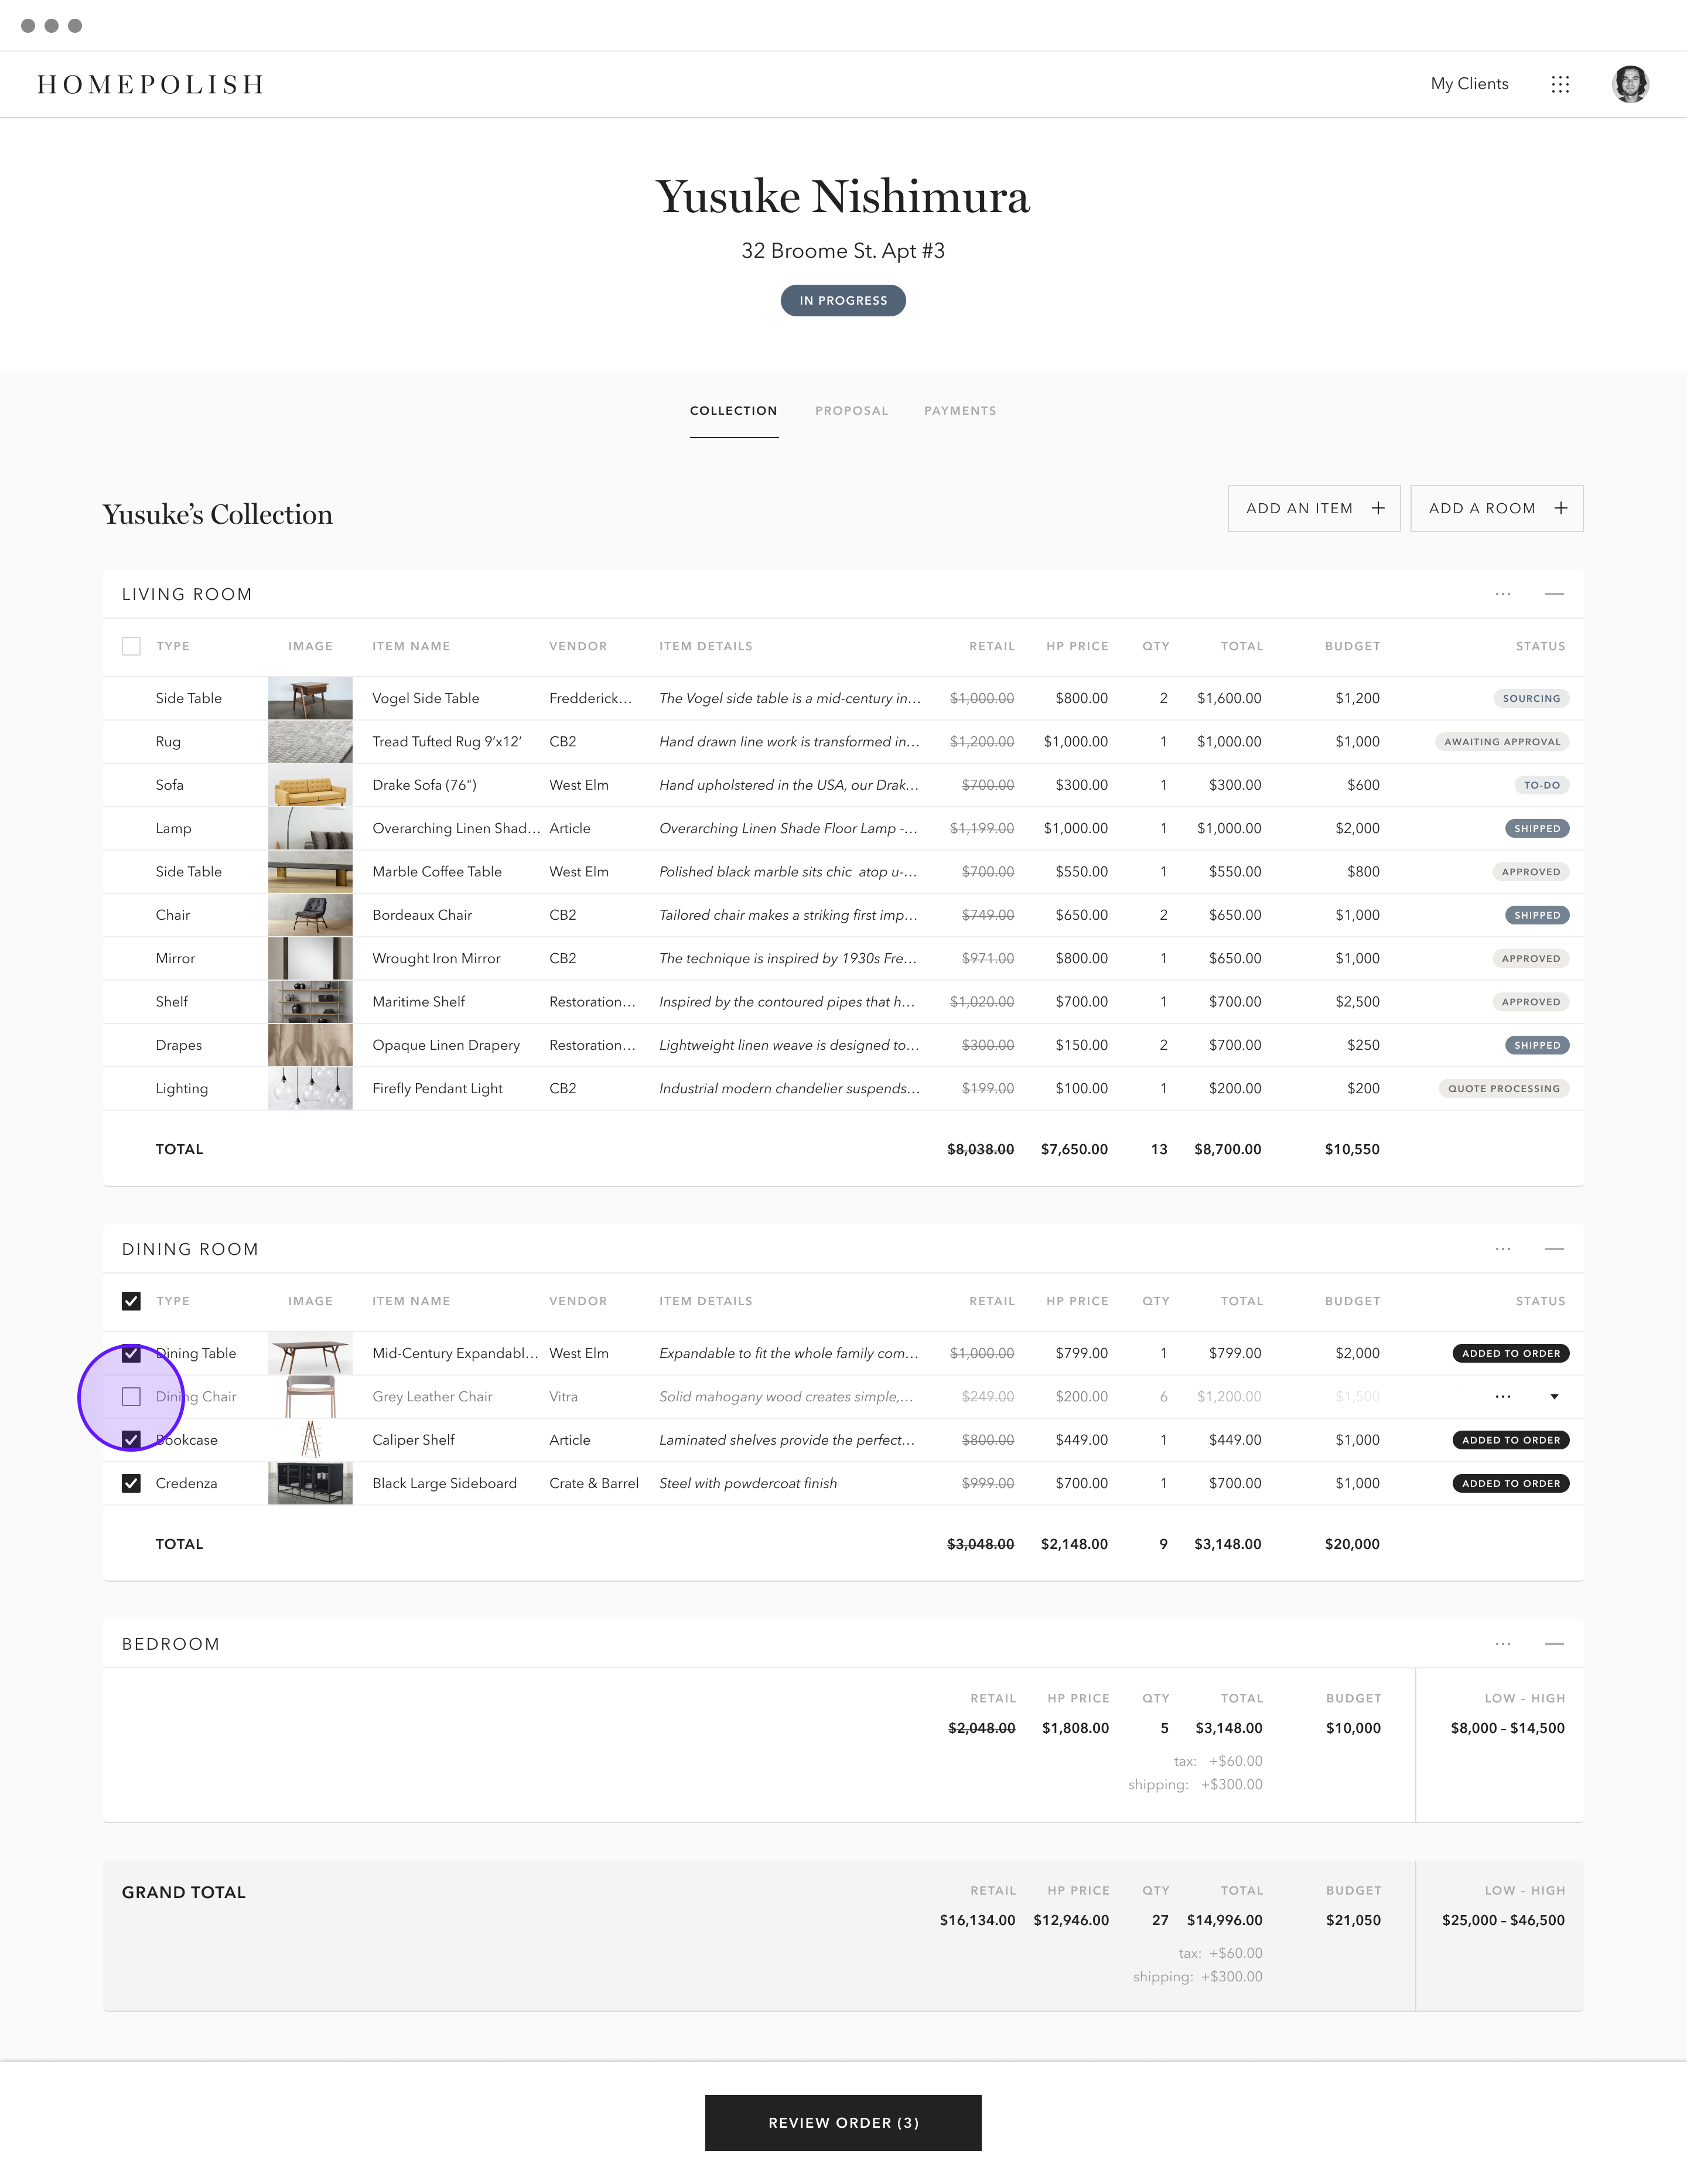 HOMEPOLISH My Clients
Yusuke Nishimura
32 Broome St. Apt #3
IN PROGRESS
COLLECTION PROPOSAL PAYMENTS
Yusuke’s Collection ADD AN ITEM + ADD A ROOM +
LIVING ROOM
TYPE IMAGE ITEM NAME VENDOR ITEM DETAILS RETAIL HP PRICE QTY TOTAL BUDGET STATUS
Side Table Vogel Side Table Fredderick... The Vogel side table is a mid-century in... $1,000.00 $800.00 2 $1,600.00 $1,200 SOURCING
Rug Tread Tufted Rug 9’x12’ CB2 Hand drawn line work is transformed in... $1,200.00 $1,000.00 1 $1,000.00 $1,000 AWAITING APPROVAL
Sofa Drake Sofa (76") West Elm Hand upholstered in the USA, our Drak... $700.00 $300.00 1 $300.00 $600 TO-DO
Lamp Overarching Linen Shad... Article Overarching Linen Shade Floor Lamp -... $1,199.00 $1,000.00 1 $1,000.00 $2,000 SHIPPED
Side Table Marble Coffee Table West Elm Polished black marble sits chic atop u-... $700.00 $550.00 1 $550.00 $800 APPROVED
Chair Bordeaux Chair CB2 Tailored chair makes a striking first imp... $749.00 $650.00 2 $650.00 $1,000 SHIPPED
Mirror Wrought Iron Mirror CB2 The technique is inspired by 1930s Fre... $971.00 $800.00 1 $650.00 $1,000 APPROVED
Shelf Maritime Shelf Restoration... Inspired by the contoured pipes that h... $1,020.00 $700.00 1 $700.00 $2,500 APPROVED
Drapes Opaque Linen Drapery Restoration... Lightweight linen weave is designed to... $300.00 $150.00 2 $700.00 $250 SHIPPED
Lighting Firefly Pendant Light CB2 Industrial modern chandelier suspends... $199.00 $100.00 1 $200.00 $200 QUOTE PROCESSING
TOTAL $8,038.00 $7,650.00 13 $8,700.00 $10,550
DINING ROOM
TYPE IMAGE ITEM NAME VENDOR ITEM DETAILS RETAIL HP PRICE QTY TOTAL BUDGET STATUS
Dining Table Mid-Century Expandabl... West Elm Expandable to fit the whole family com... $1,000.00 $799.00 1 $799.00 $2,000 ADDED TO ORDER
Dining Chair Grey Leather Chair Vitra Solid mahogany wood creates simple,... $249.00 $200.00 6 $1,200.00 $1,500
Bookcase Caliper Shelf Article Laminated shelves provide the perfect... $800.00 $449.00 1 $449.00 $1,000 ADDED TO ORDER
Credenza Black Large Sideboard Crate & Barrel Steel with powdercoat finish $999.00 $700.00 1 $700.00 $1,000 ADDED TO ORDER
TOTAL $3,048.00 $2,148.00 9 $3,148.00 $20,000
BEDROOM
RETAIL HP PRICE QTY TOTAL BUDGET LOW – HIGH
$2,048.00 $1,808.00 5 $3,148.00 $10,000 $8,000 – $14,500
tax: +$60.00
shipping: +$300.00
GRAND TOTAL RETAIL HP PRICE QTY TOTAL BUDGET LOW – HIGH
$16,134.00 $12,946.00 27 $14,996.00 $21,050 $25,000 – $46,500
tax: +$60.00
shipping: +$300.00
REVIEW ORDER (3)